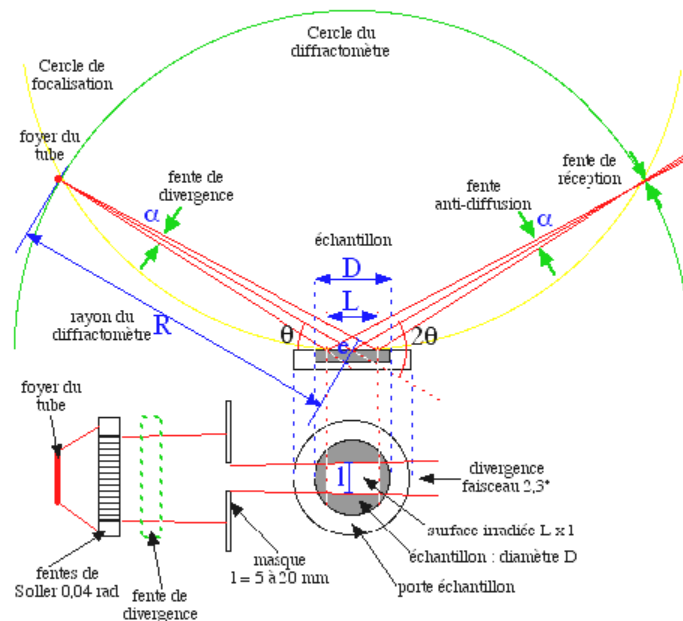 Cercle du
diffractomètre
Cercle de
focalisation
foyer du
tube
fente de
divergence
α
fente de
réception
fente
anti-diffusion
α
échantillon
D
L
θ
e
2θ
rayon du
diffractomètre
R
foyer du
tube
l
divergence
faisceau 2,3°
surface irradiée L x l
échantillon : diamètre D
porte échantillon
masque
l = 5 à 20 mm
fentes de
Soller 0,04 rad
fente de
divergence